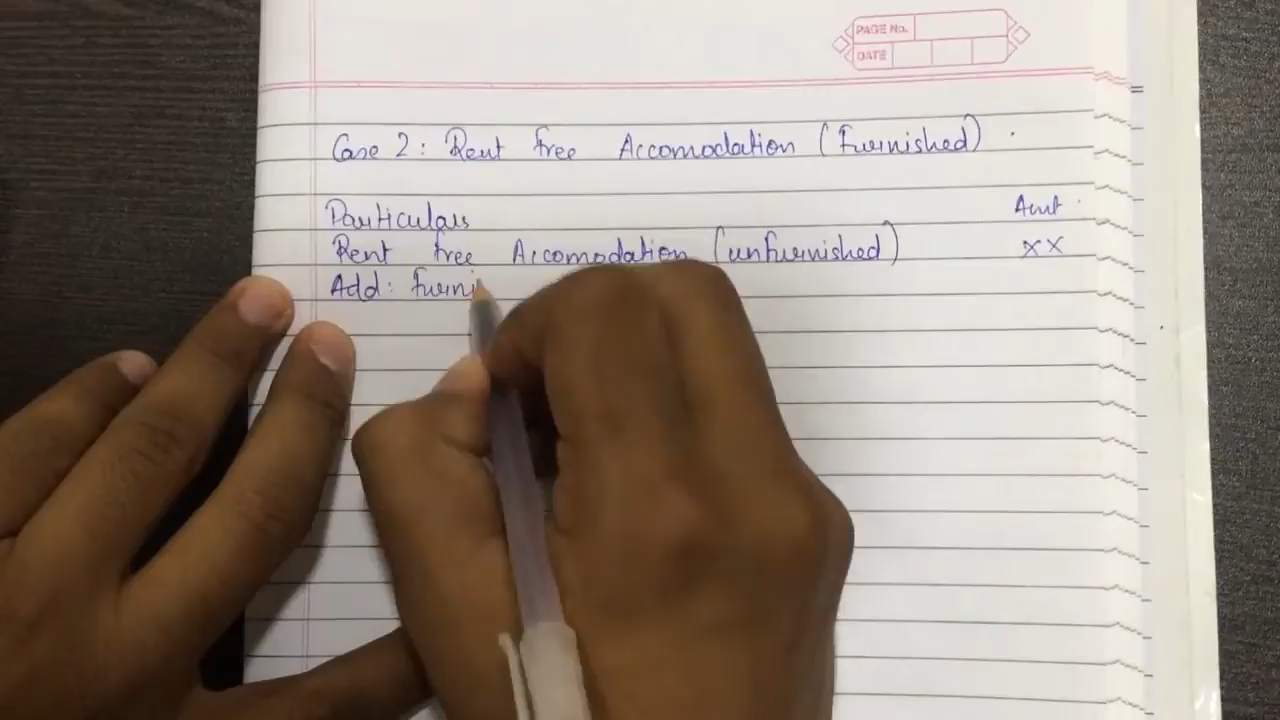 PAGE No.
DATE
Case 2: Rent free Accomodation (Furnished)
Particulars Amt
Rent free Accomodation (unfurnished) XX
Add: Furni